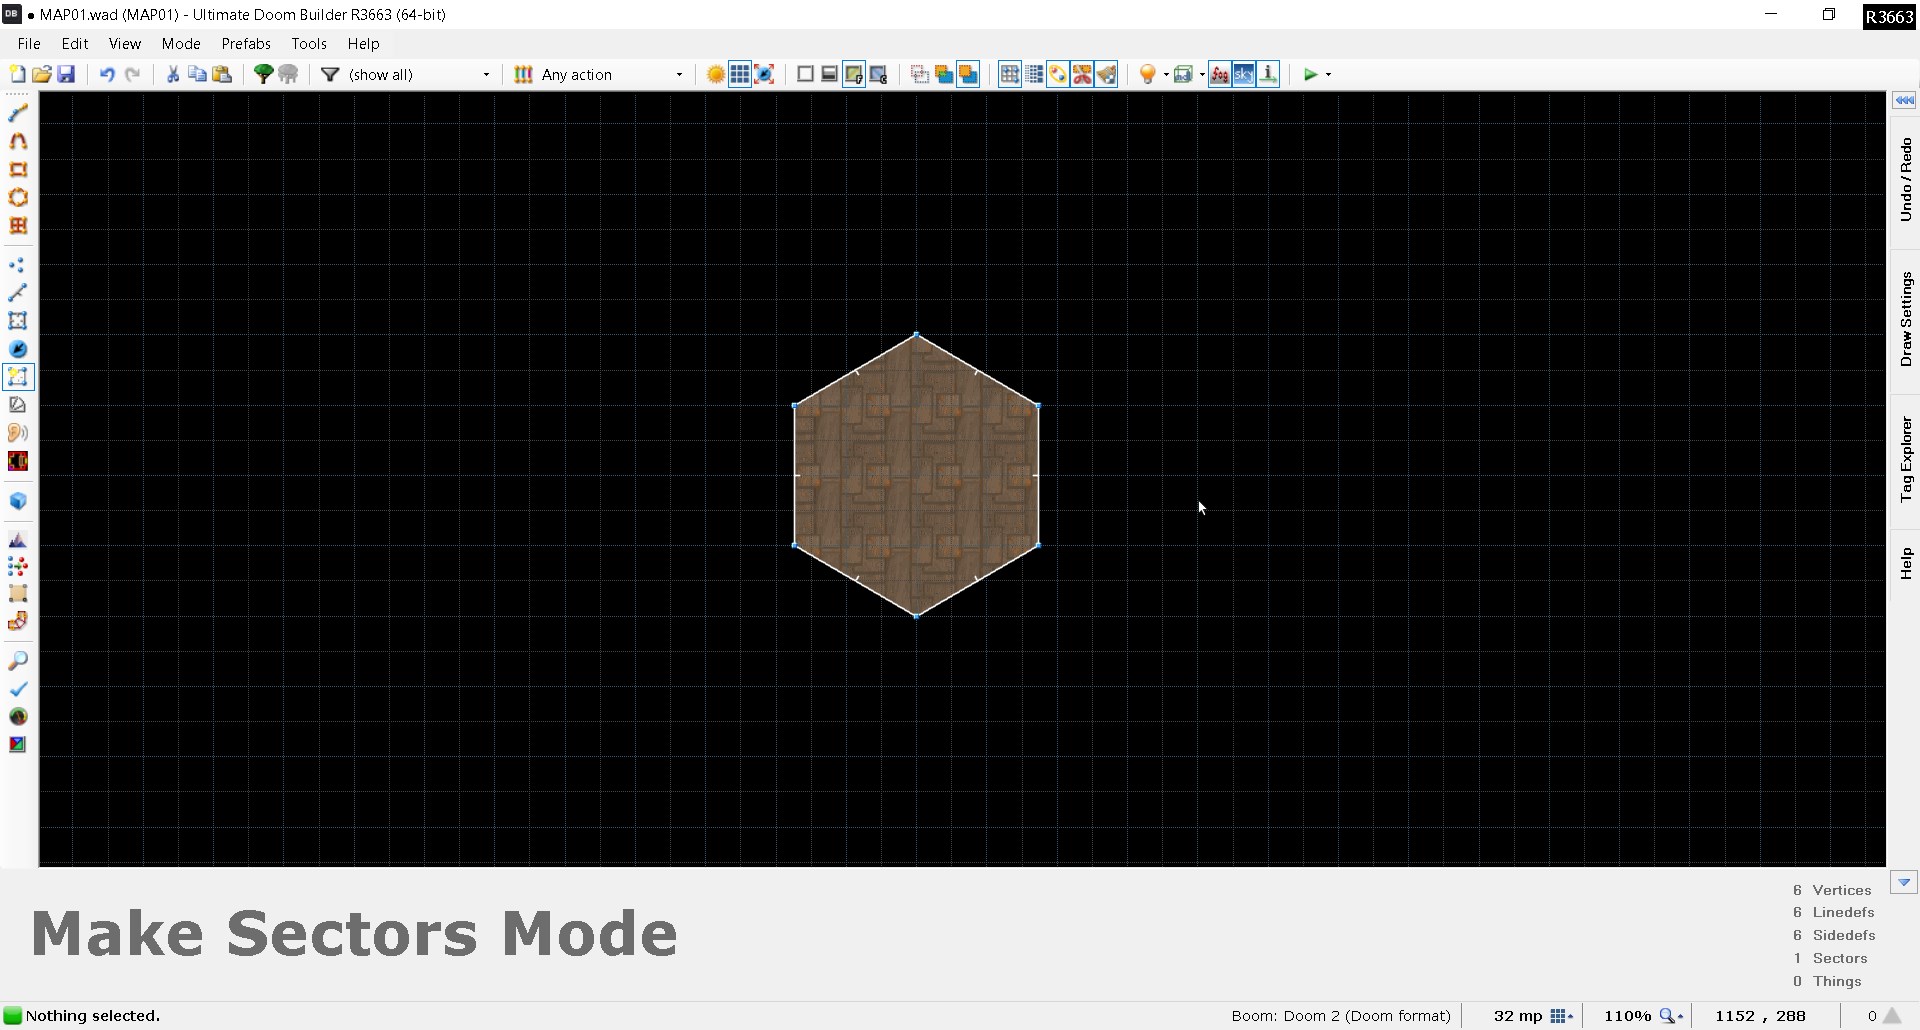 DB
MAP01.wad (MAP01) - Ultimate Doom Builder R3663 (64-bit)
R3663
File Edit View Mode Prefabs Tools Help
(show all)
Any action
fog
sky
Undo / Redo
Draw Settings
Tag Explorer
Help
Make Sectors Mode
6 Vertices
6 Linedefs
6 Sidedefs
1 Sectors
0 Things
Nothing selected.
Boom: Doom 2 (Doom format)
32 mp
110%
1152 , 288
0